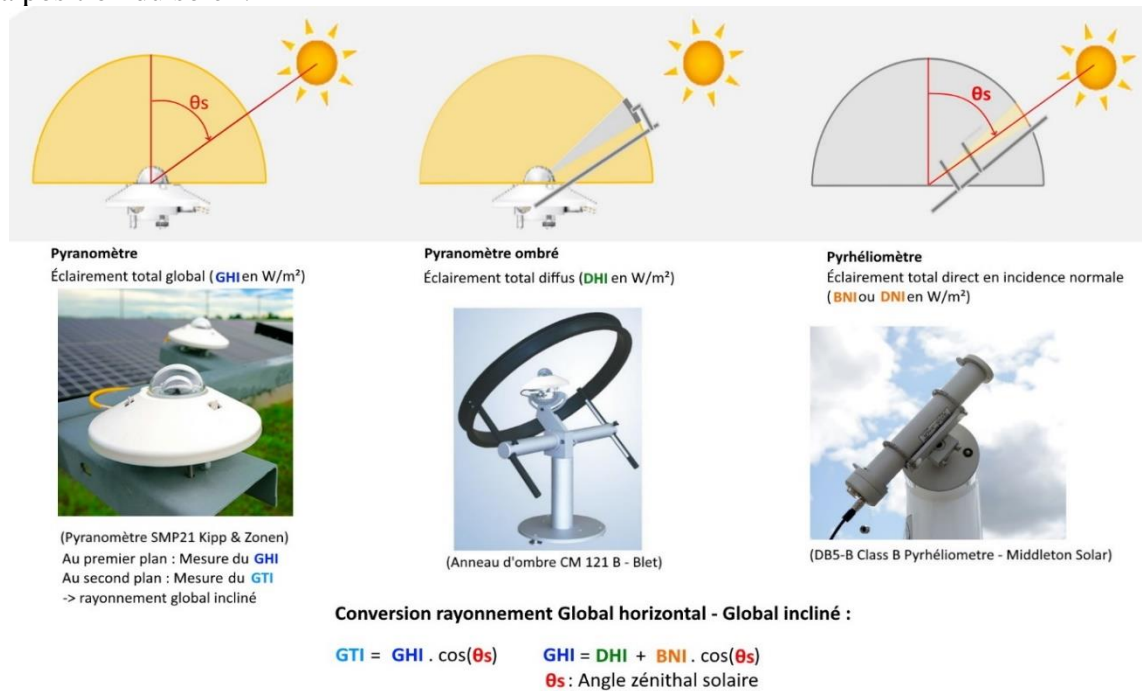 θs
θs
Pyranomètre
Éclairement total global (GHI en W/m²)
Pyranomètre ombré
Éclairement total diffus (DHI en W/m²)
Pyrhéliomètre
Éclairement total direct en incidence normale
(BNI ou DNI en W/m²)
(Pyranomètre SMP21 Kipp & Zonen)
Au premier plan : Mesure du GHI
Au second plan : Mesure du GTI
-> rayonnement global incliné
(Anneau d'ombre CM 121 B - Blet)
(DB5-B Class B Pyrhéliometre - Middleton Solar)
Conversion rayonnement Global horizontal - Global incliné :
GTI = GHI . cos(θs) GHI = DHI + BNI . cos(θs)
θs : Angle zénithal solaire